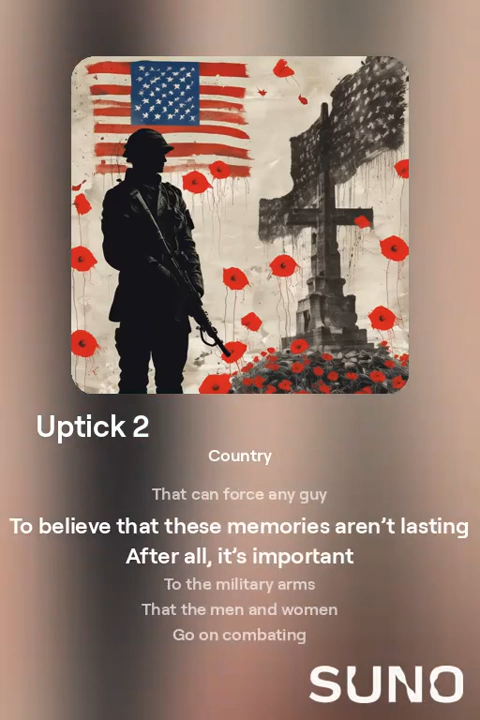 Uptick 2
Country
That can force any guy
To believe that these memories aren't lasting
After all, it's important
To the military arms
That the men and women
Go on combating
SUNO